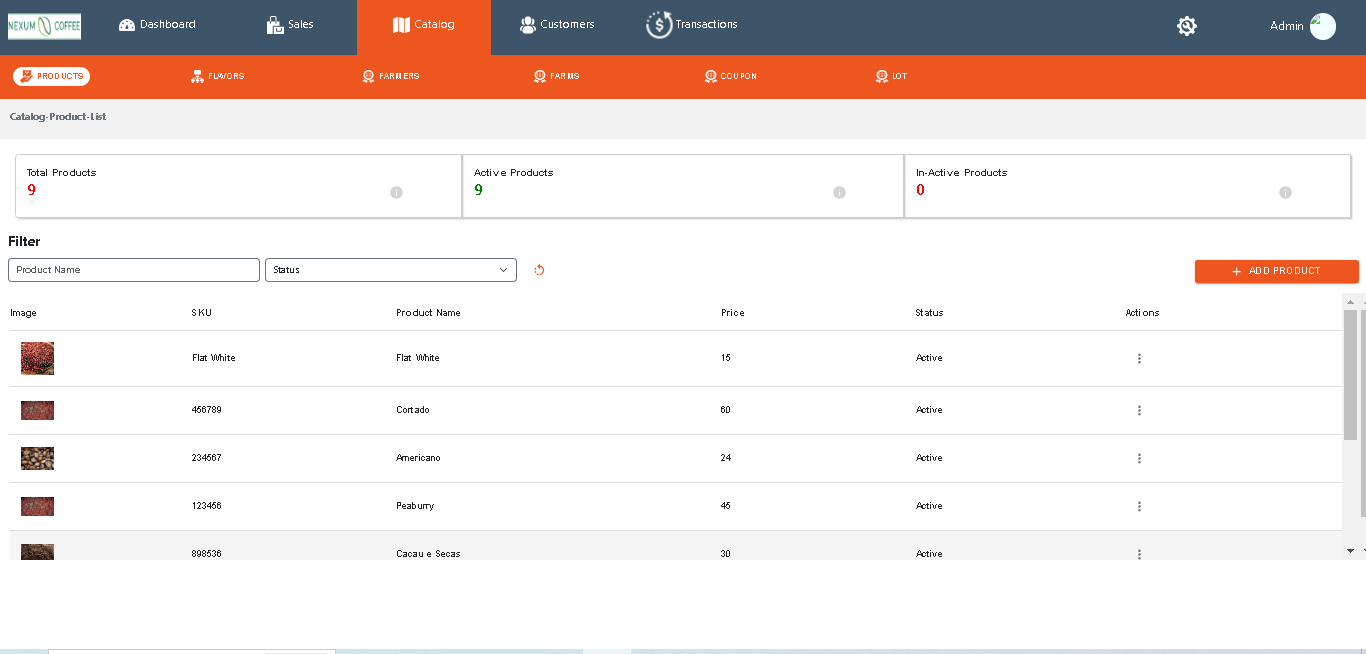 NEXUM COFFEE
Dashboard
Sales
Catalog
Customers
Transactions
Admin
PRODUCTS
FLAVORS
FARMERS
FARMS
COUPON
LOT
Catalog-Product-List
Total Products
9
Active Products
9
In-Active Products
0
Filter
Product Name
Status
+ ADD PRODUCT
Image SKU Product Name Price Status Actions
Flat White Flat White 15 Active
456789 Cortado 60 Active
234567 Americano 24 Active
123456 Peaburry 45 Active
898536 Cacau e Secas 30 Active